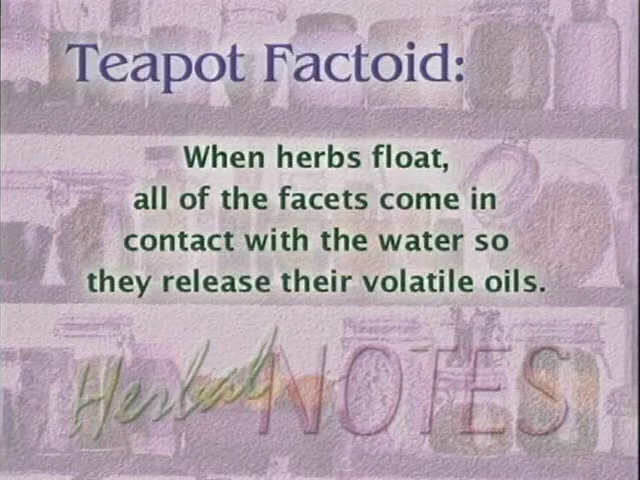 Teapot Factoid:
When herbs float,
all of the facets come in
contact with the water so
they release their volatile oils.
Herbal NOTES